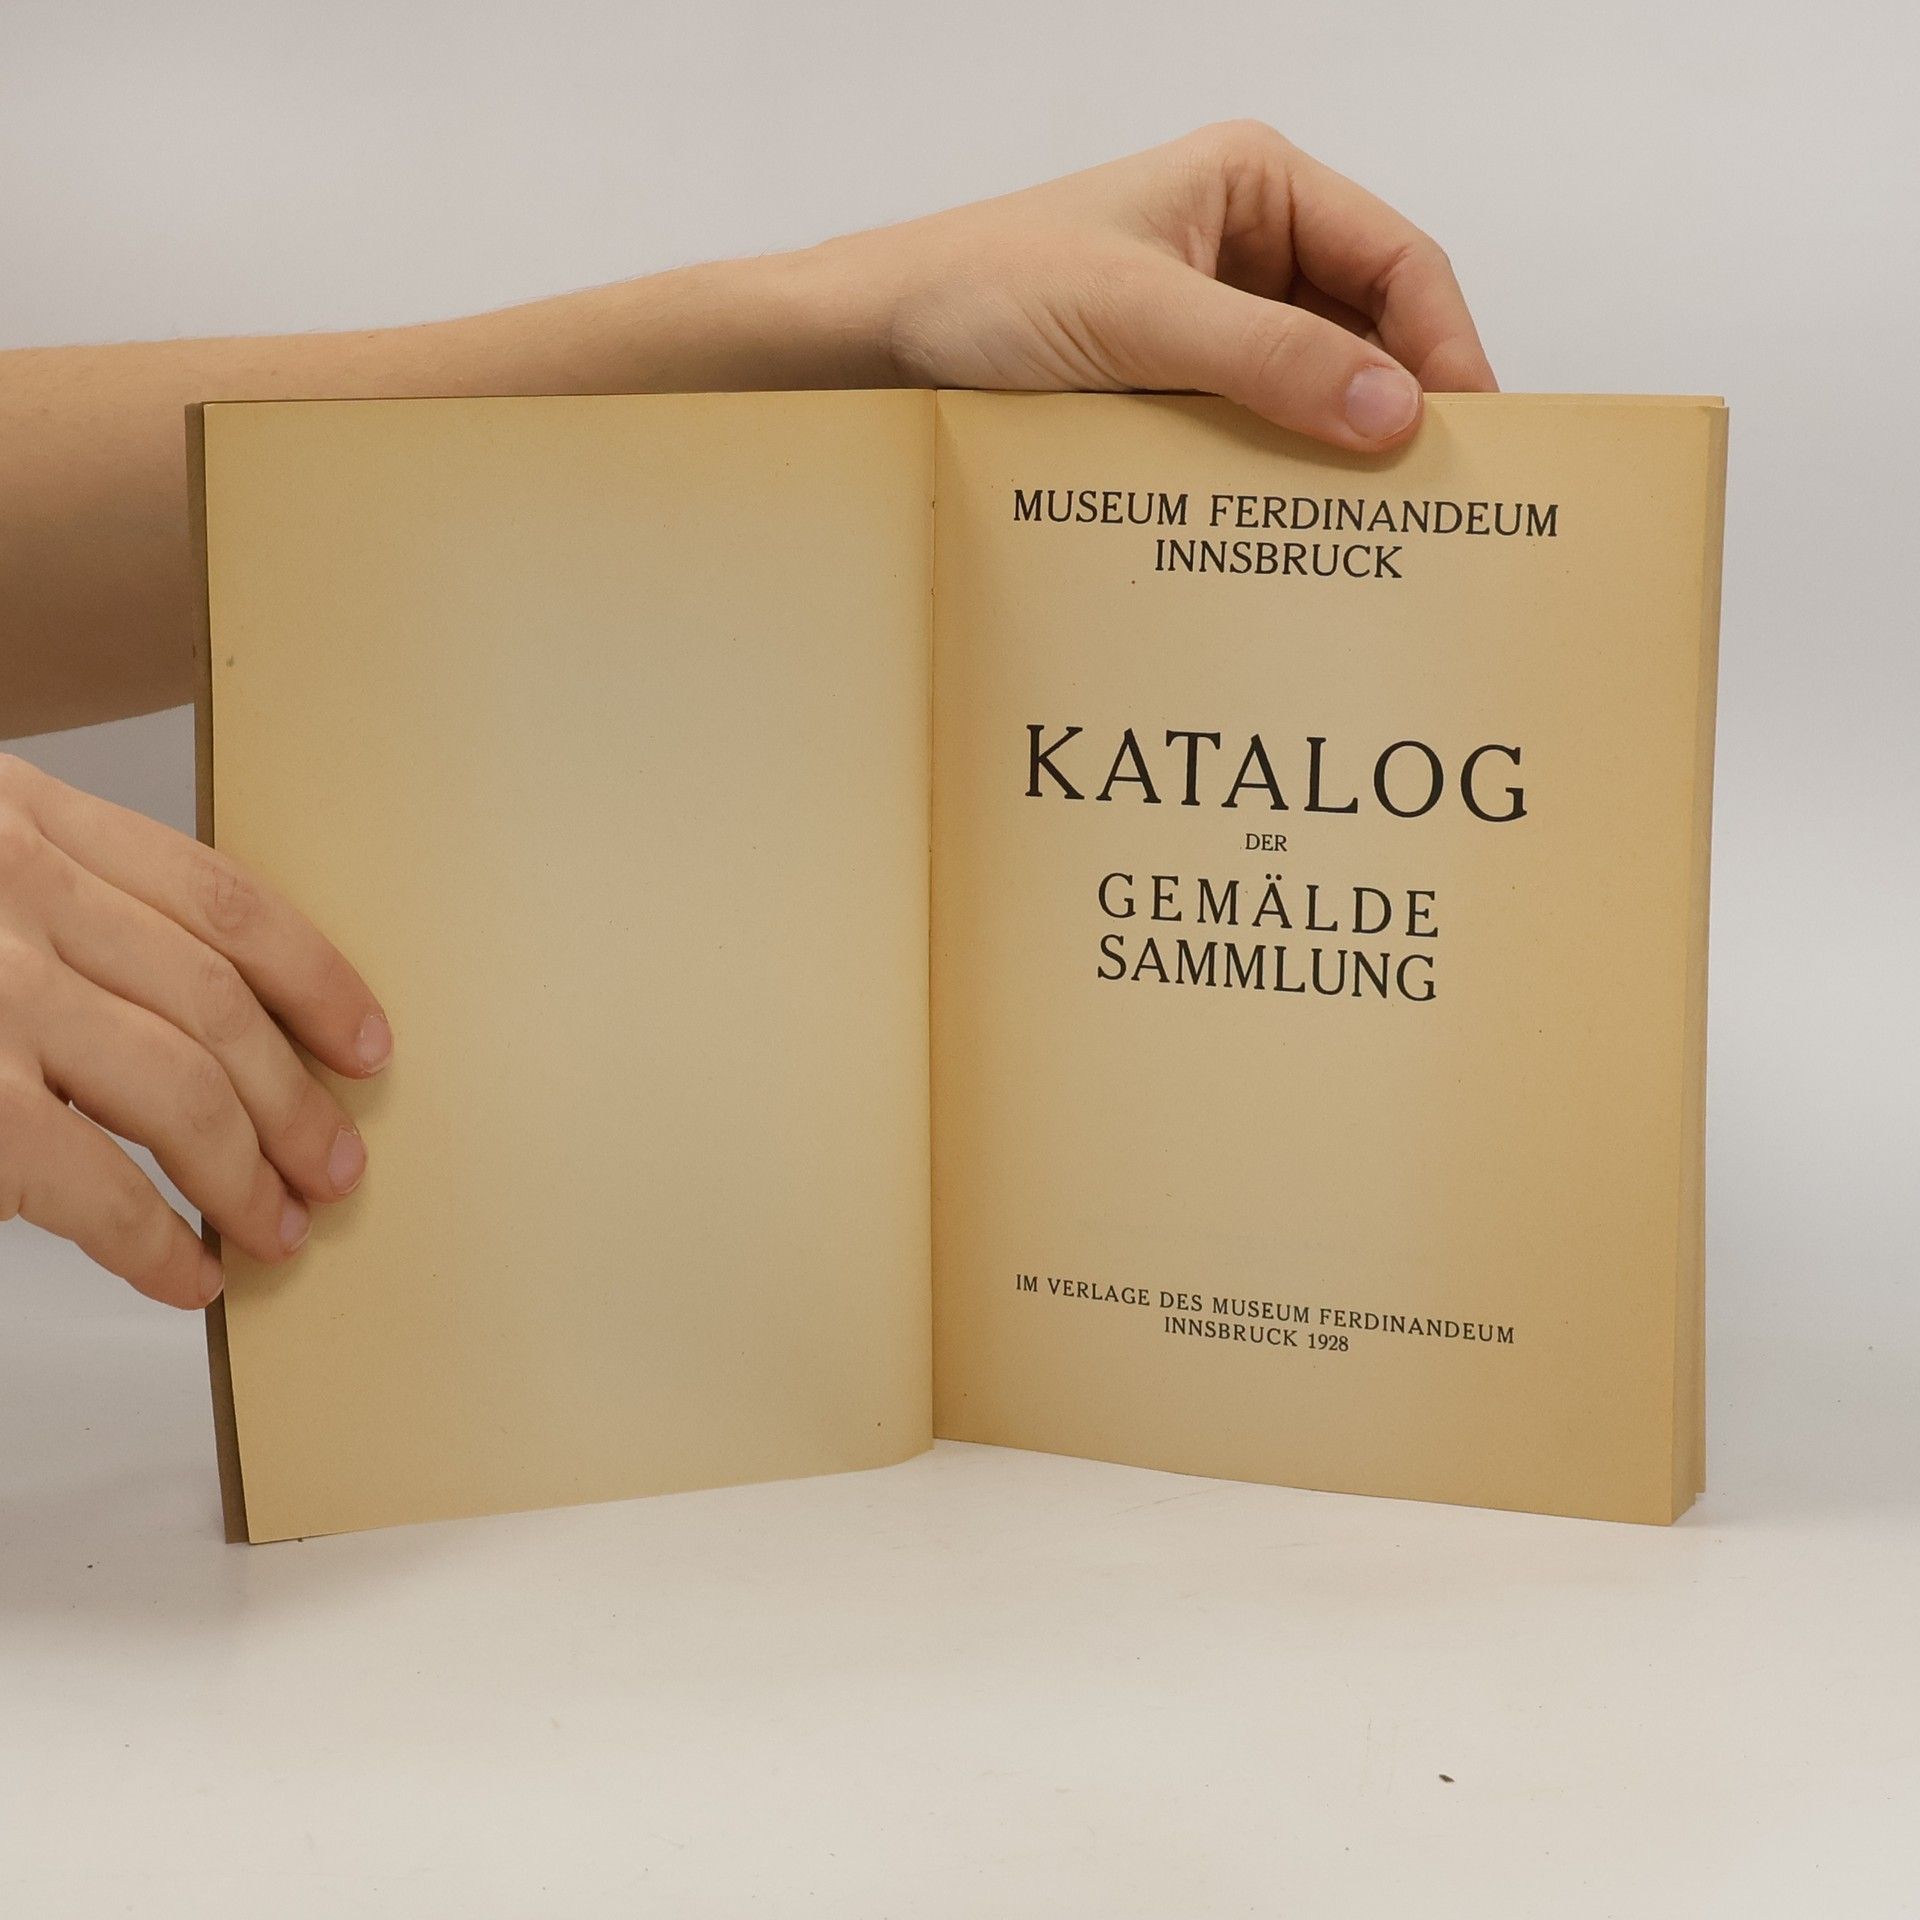 MUSEUM FERDINANDEUM
INNSBRUCK
KATALOG
DER
GEMÄLDE
SAMMLUNG
IM VERLAGE DES MUSEUM FERDINANDEUM
INNSBRUCK 1928